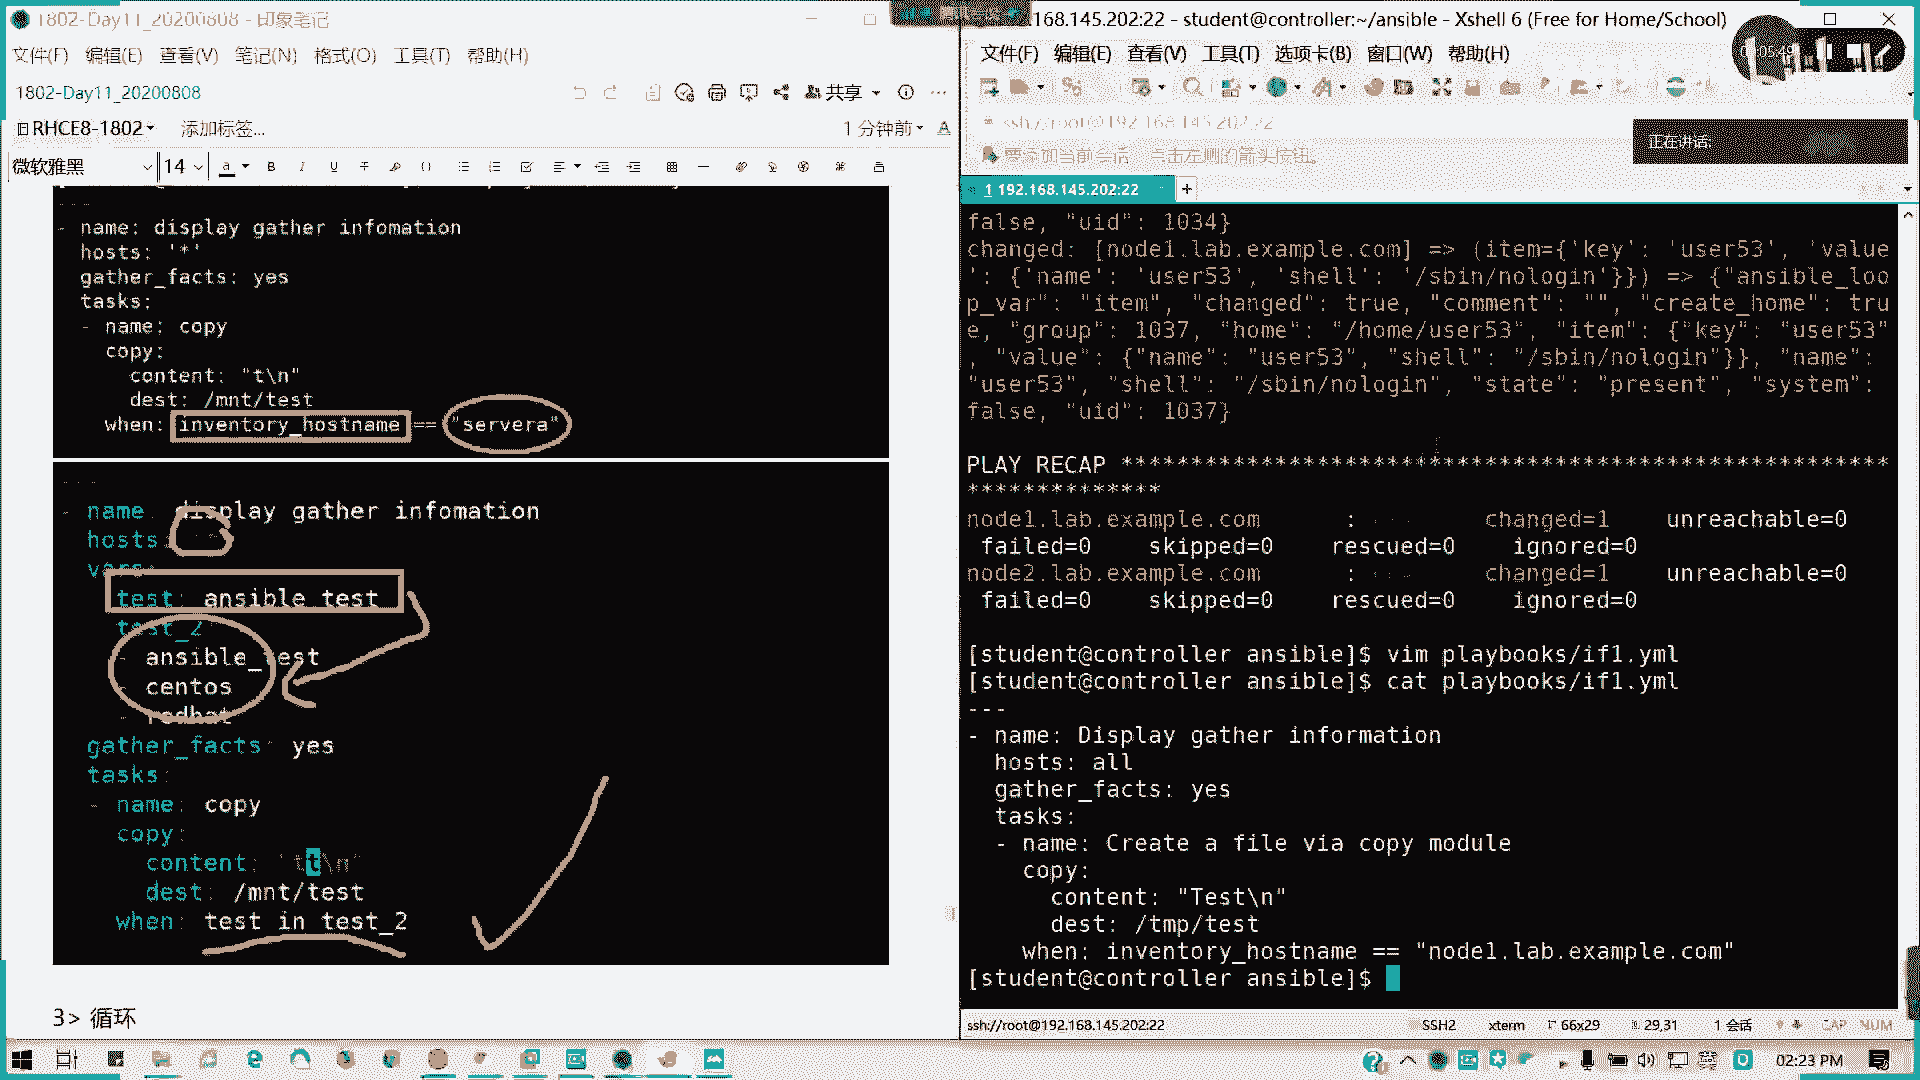 1802-Day11_20200808 - 印象笔记
文件(F) 编辑(E) 查看(V) 笔记(N) 格式(O) 工具(T) 帮助(H)
1802-Day11_20200808
共享
RHCE8-1802
添加标签...
1 分钟前
微软雅黑 14
---
- name: display gather infomation
hosts: '*'
gather_facts: yes
tasks:
- name: copy
copy:
content: "t\n"
dest: /mnt/test
when: inventory_hostname == "servera"
---
- name: display gather infomation
hosts
vars:
test: ansible_test
test_2
- ansible_test
- centos
- redhat
gather_facts: yes
tasks:
- name: copy
copy:
content: "tt\n"
dest: /mnt/test
when: test in test_2
3> 循环
.168.145.202:22 - student@controller:~/ansible - Xshell 6 (Free for Home/School)
文件(F) 编辑(E) 查看(V) 工具(T) 选项卡(B) 窗口(W) 帮助(H)
ssh://root@192.168.145.202:22
要添加当前会话，点击左侧的箭头按钮。
正在讲话:
1 192.168.145.202:22
false, "uid": 1034}
changed: [node1.lab.example.com] => (item={'key': 'user53', 'value
': {'name': 'user53', 'shell': '/sbin/nologin'}}) => {"ansible_loo
p_var": "item", "changed": true, "comment": "", "create_home": tru
e, "group": 1037, "home": "/home/user53", "item": {"key": "user53"
, "value": {"name": "user53", "shell": "/sbin/nologin"}}, "name":
"user53", "shell": "/sbin/nologin", "state": "present", "system":
false, "uid": 1037}
PLAY RECAP *******************************************************
**************
node1.lab.example.com : changed=1 unreachable=0
failed=0 skipped=0 rescued=0 ignored=0
node2.lab.example.com : changed=1 unreachable=0
failed=0 skipped=0 rescued=0 ignored=0
[student@controller ansible]$ vim playbooks/if1.yml
[student@controller ansible]$ cat playbooks/if1.yml
---
- name: Display gather information
hosts: all
gather_facts: yes
tasks:
- name: Create a file via copy module
copy:
content: "Test\n"
dest: /tmp/test
when: inventory_hostname == "node1.lab.example.com"
[student@controller ansible]$
ssh://root@192.168.145.202:22 SSH2 xterm 66x29 29,31 1 会话 CAP NUM
02:23 PM